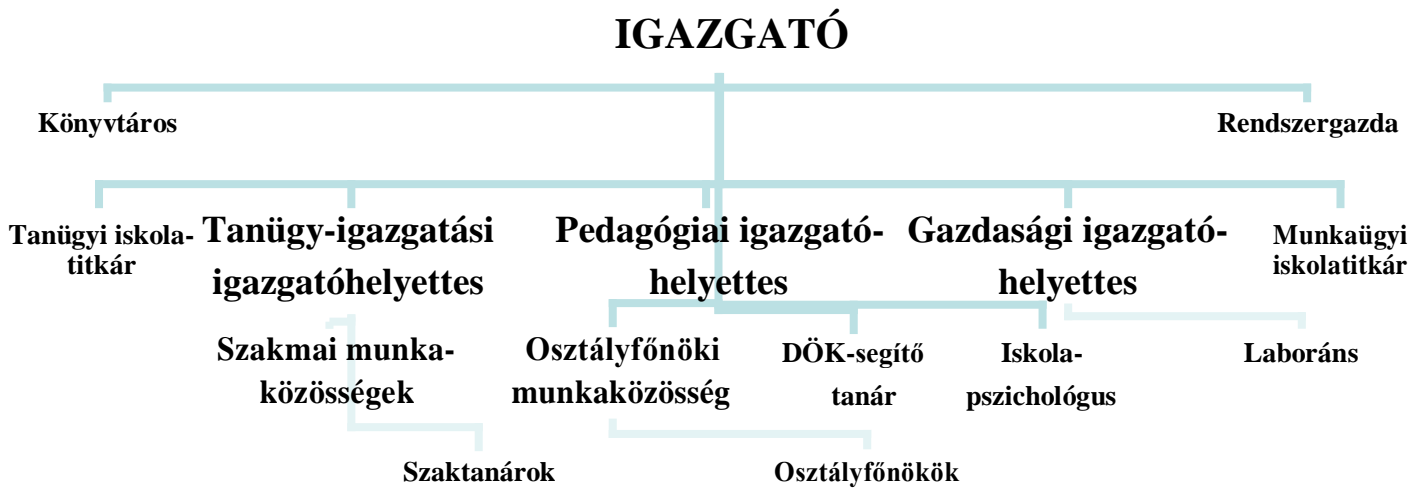 IGAZGATÓ
Könyvtáros
Rendszergazda
Tanügyi iskola-
titkár
Tanügy-igazgatási
igazgatóhelyettes
Pedagógiai igazgató-
helyettes
Gazdasági igazgató-
helyettes
Munkaügyi
iskolatitkár
Szakmai munka-
közösségek
Osztályfőnöki
munkaközösség
DÖK-segítő
tanár
Iskola-
pszichológus
Laboráns
Szaktanárok
Osztályfőnökök